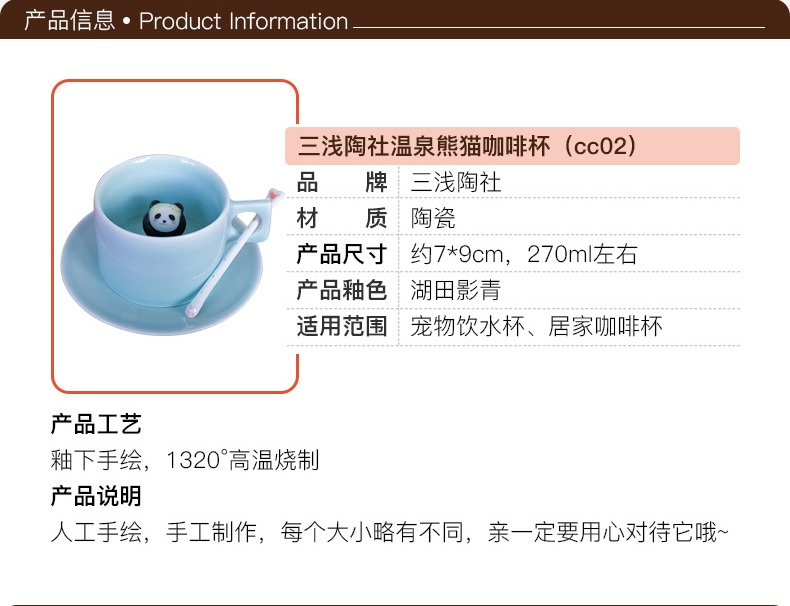 产品信息 • Product Information
三浅陶社温泉熊猫咖啡杯（cc02）
品 牌 三浅陶社
材 质 陶瓷
产品尺寸 约7*9cm，270ml左右
产品釉色 湖田影青
适用范围 宠物饮水杯、居家咖啡杯
产品工艺
釉下手绘，1320°高温烧制
产品说明
人工手绘，手工制作，每个大小略有不同，亲一定要用心对待它哦~